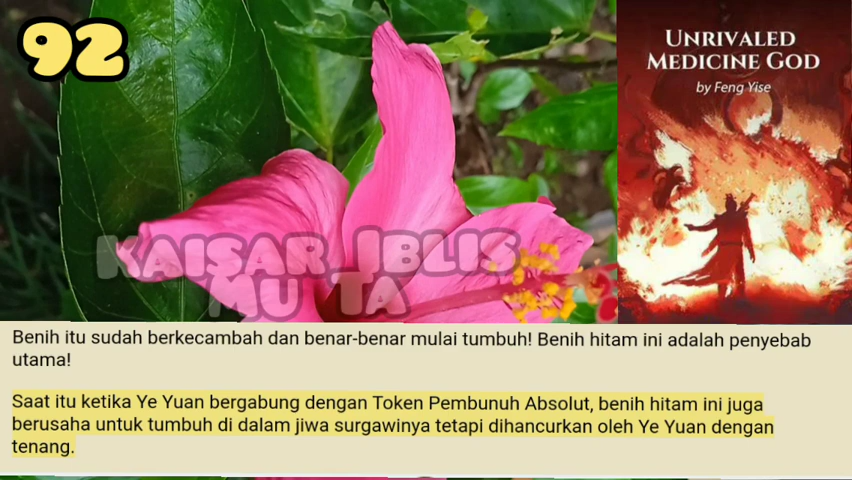 92
UNRIVALED
MEDICINE GOD
by Feng Yise
KAISAR IBLIS
MU TA
Benih itu sudah berkecambah dan benar-benar mulai tumbuh! Benih hitam ini adalah penyebab
utama!
Saat itu ketika Ye Yuan bergabung dengan Token Pembunuh Absolut, benih hitam ini juga
berusaha untuk tumbuh di dalam jiwa surgawinya tetapi dihancurkan oleh Ye Yuan dengan
tenang.